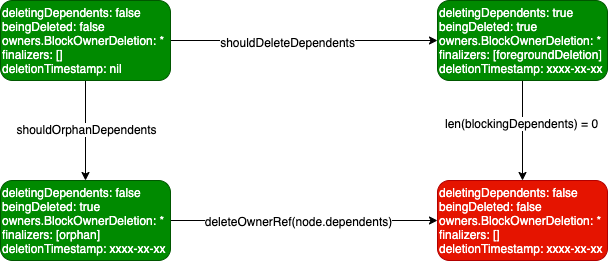 deletingDependents: false
beingDeleted: false
owners.BlockOwnerDeletion: *
finalizers: []
deletionTimestamp: nil
shouldDeleteDependents
deletingDependents: true
beingDeleted: true
owners.BlockOwnerDeletion: *
finalizers: [foregroundDeletion]
deletionTimestamp: xxxx-xx-xx
shouldOrphanDependents
len(blockingDependents) = 0
deletingDependents: false
beingDeleted: true
owners.BlockOwnerDeletion: *
finalizers: [orphan]
deletionTimestamp: xxxx-xx-xx
deleteOwnerRef(node.dependents)
deletingDependents: false
beingDeleted: false
owners.BlockOwnerDeletion: *
finalizers: []
deletionTimestamp: xxxx-xx-xx